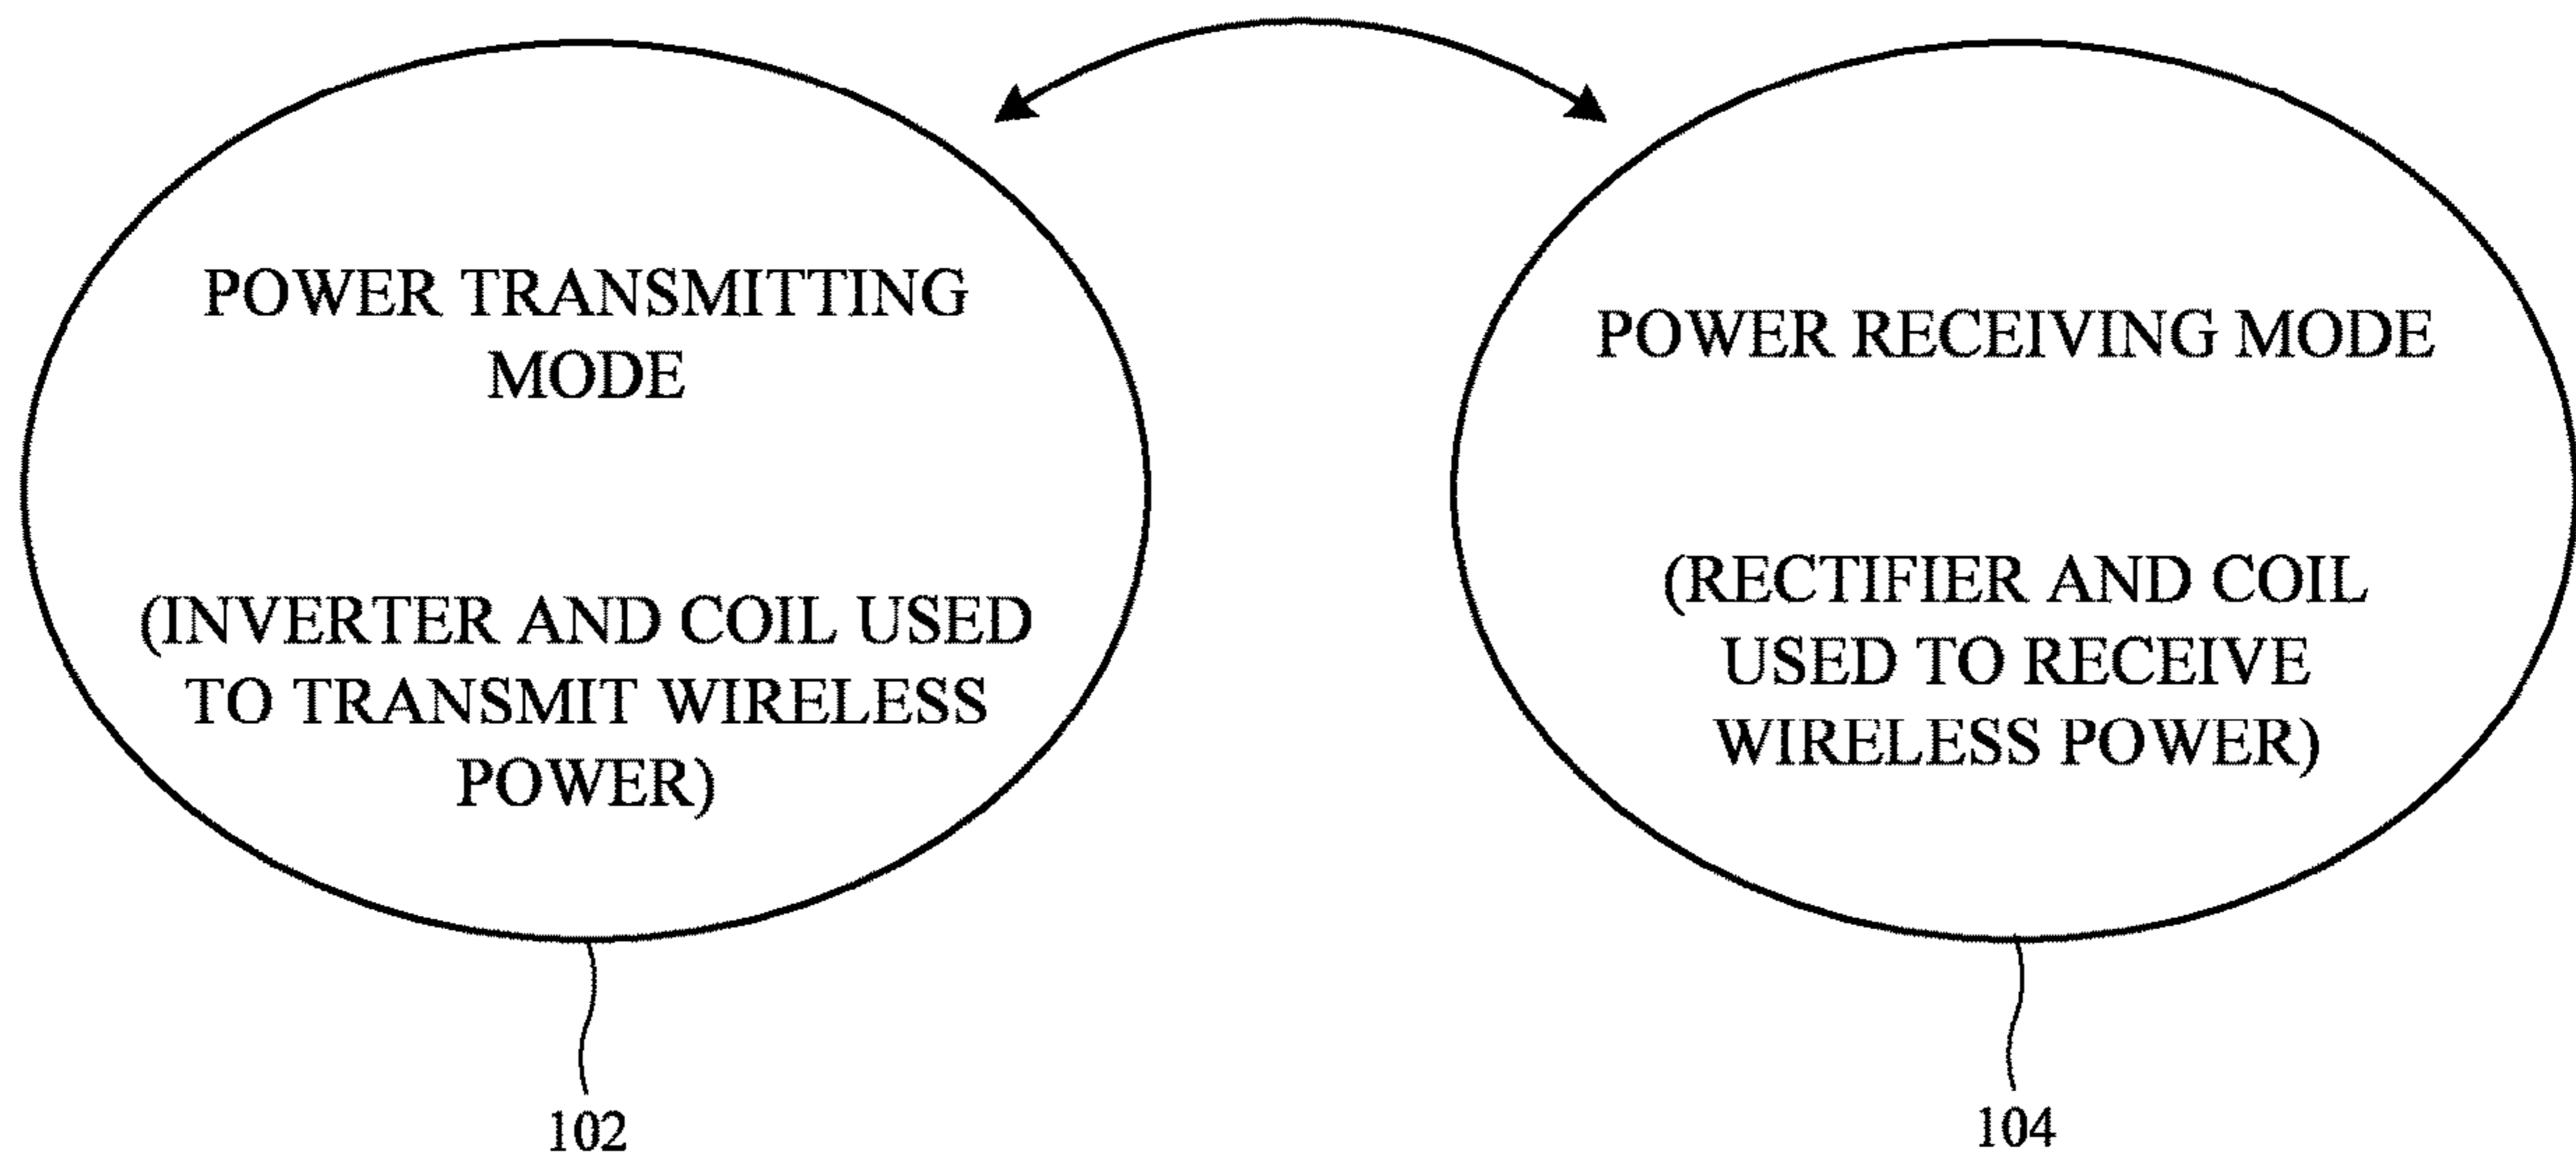 POWER TRANSMITTING
MODE
(INVERTER AND COIL USED
TO TRANSMIT WIRELESS
POWER)
102
POWER RECEIVING MODE
(RECTIFIER AND COIL
USED TO RECEIVE
WIRELESS POWER)
104